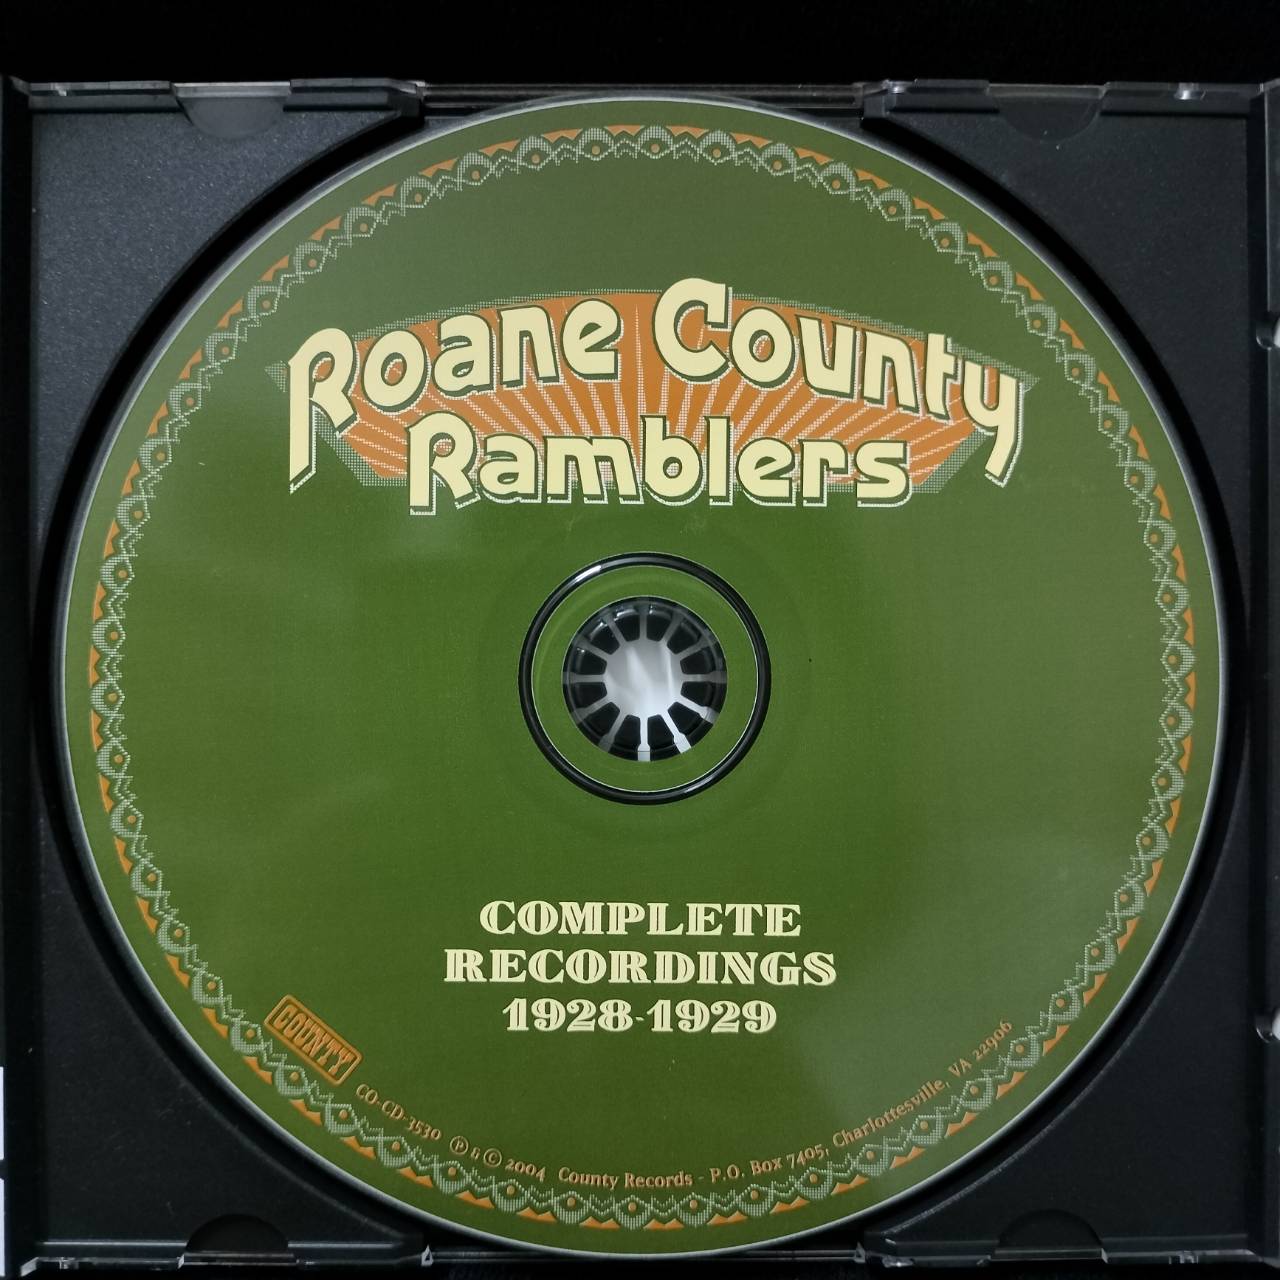 Roane County
Ramblers
COMPLETE
RECORDINGS
1928-1929
COUNTY
CO-CD-3530 ℗ & © 2004 County Records - P.O. Box 7405, Charlottesville, VA 22906